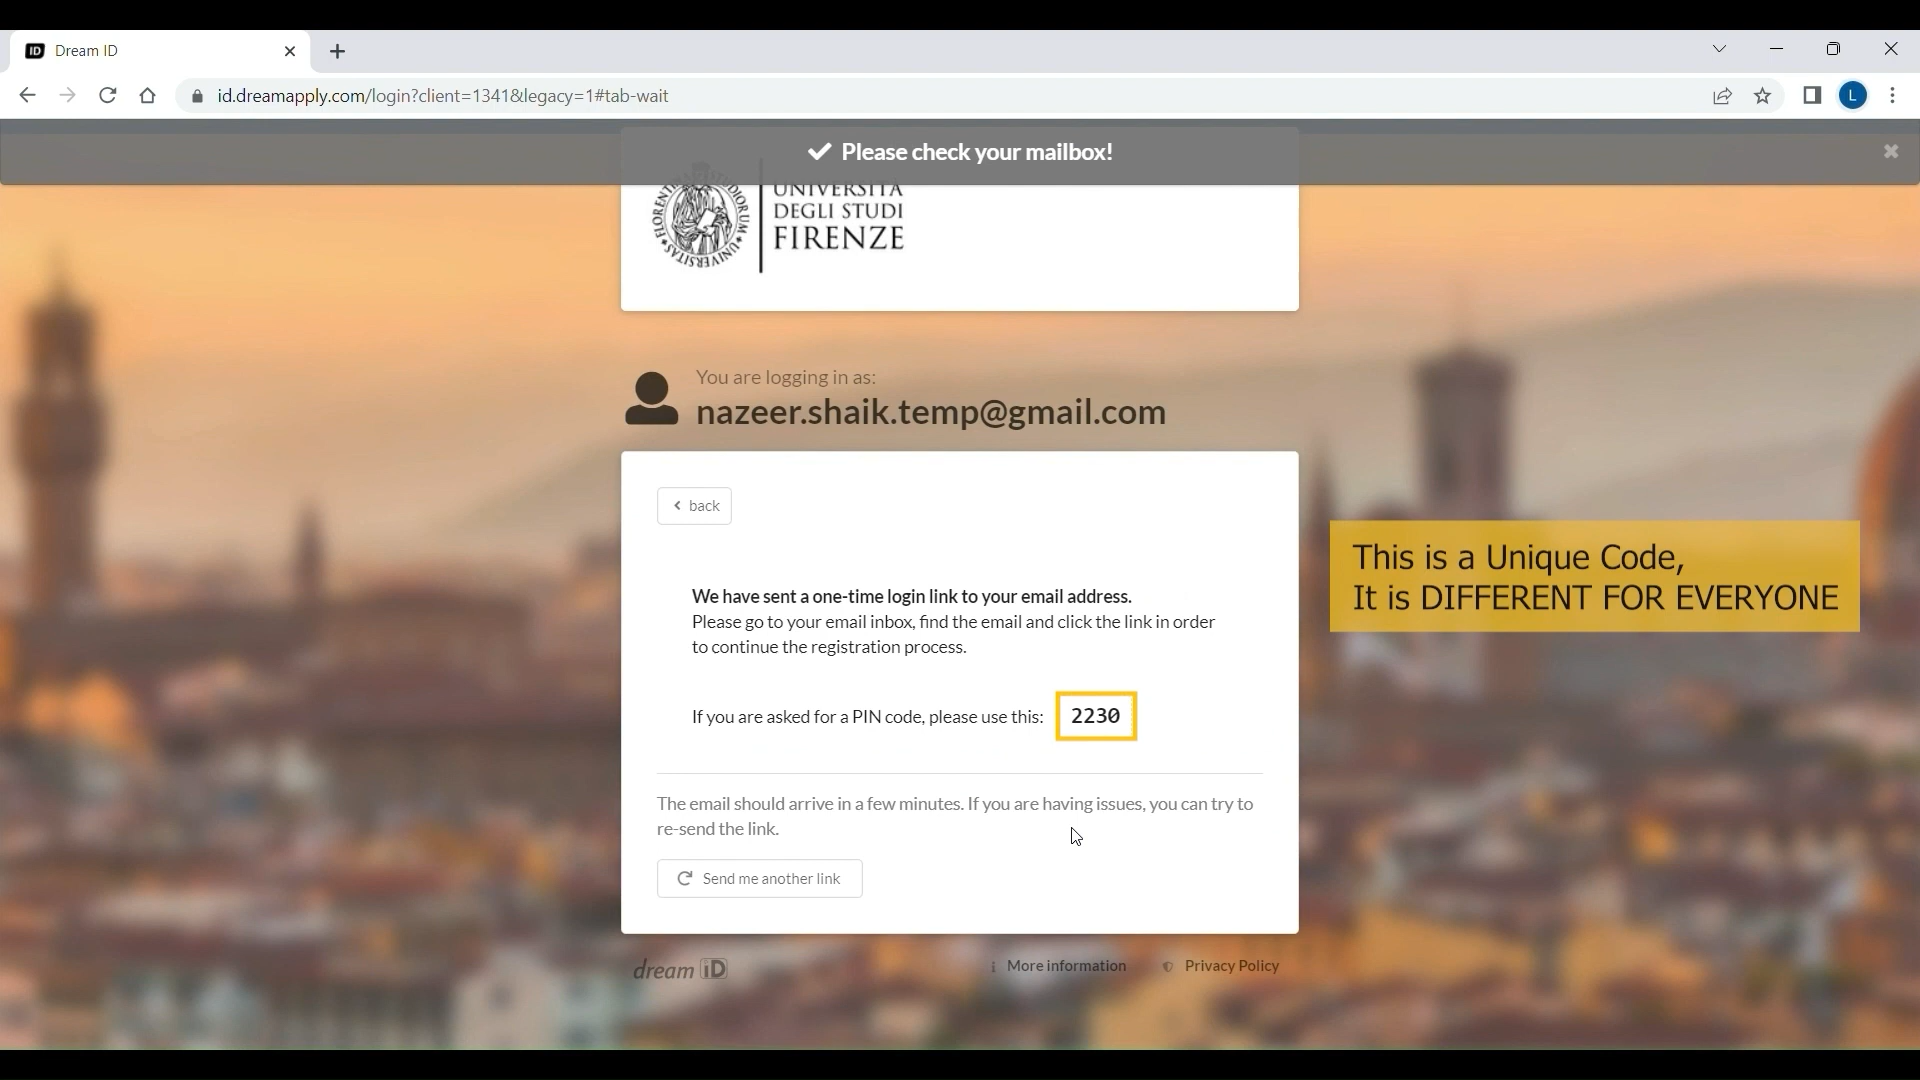 Dream ID
id.dreamapply.com/login?client=1341&legacy=1#tab-wait
L
Please check your mailbox!
UNIVERSITÀ
DEGLI STUDI
FIRENZE
FLORENTINA STUDIORUM UNIVERSITAS
You are logging in as:
nazeer.shaik.temp@gmail.com
back
We have sent a one-time login link to your email address.
Please go to your email inbox, find the email and click the link in order
to continue the registration process.
This is a Unique Code,
It is DIFFERENT FOR EVERYONE
If you are asked for a PIN code, please use this: 2230
The email should arrive in a few minutes. If you are having issues, you can try to
re-send the link.
Send me another link
dream iD
More information
Privacy Policy